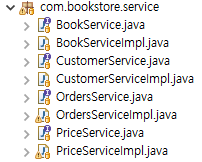 com.bookstore.service
BookService.java
BookServiceImpl.java
CustomerService.java
CustomerServiceImpl.java
OrdersService.java
OrdersServiceImpl.java
PriceService.java
PriceServiceImpl.java